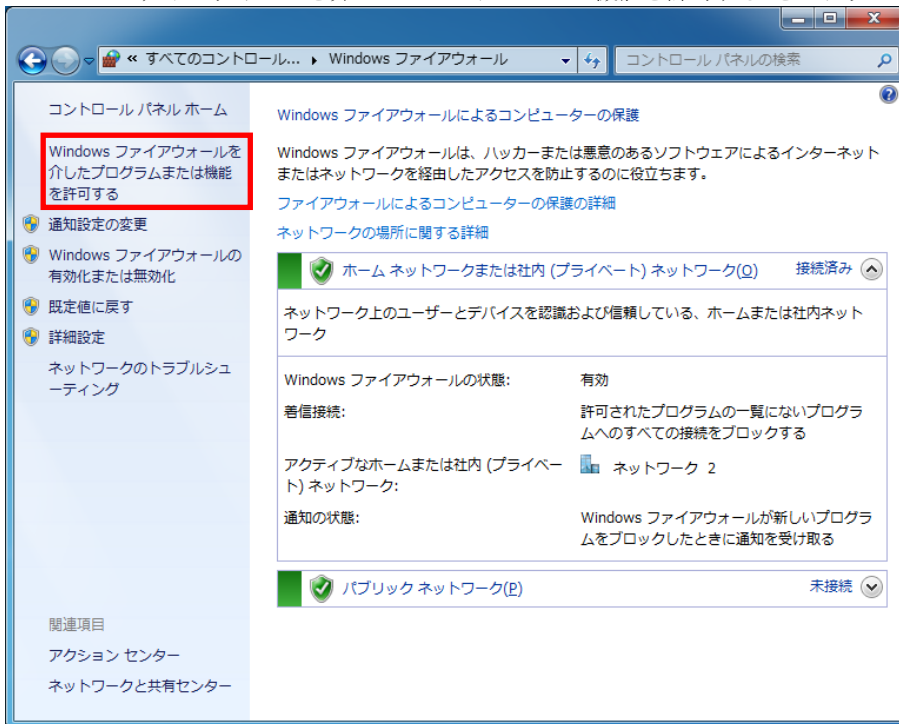 « すべてのコントロール... ▸ Windows ファイアウォール
コントロール パネルの検索
コントロール パネル ホーム
Windows ファイアウォールを
介したプログラムまたは機能
を許可する
通知設定の変更
Windows ファイアウォールの
有効化または無効化
既定値に戻す
詳細設定
ネットワークのトラブルシュ
ーティング
関連項目
アクション センター
ネットワークと共有センター
Windows ファイアウォールによるコンピューターの保護
Windows ファイアウォールは、ハッカーまたは悪意のあるソフトウェアによるインターネット
またはネットワークを経由したアクセスを防止するのに役立ちます。
ファイアウォールによるコンピューターの保護の詳細
ネットワークの場所に関する詳細
ホーム ネットワークまたは社内 (プライベート) ネットワーク(O) 接続済み
ネットワーク上のユーザーとデバイスを認識および信頼している、ホームまたは社内ネット
ワーク
Windows ファイアウォールの状態: 有効
着信接続: 許可されたプログラムの一覧にないプログラ
ムへのすべての接続をブロックする
アクティブなホームまたは社内 (プライベー ネットワーク 2
ト) ネットワーク:
通知の状態: Windows ファイアウォールが新しいプログラ
ムをブロックしたときに通知を受け取る
パブリック ネットワーク(P) 未接続